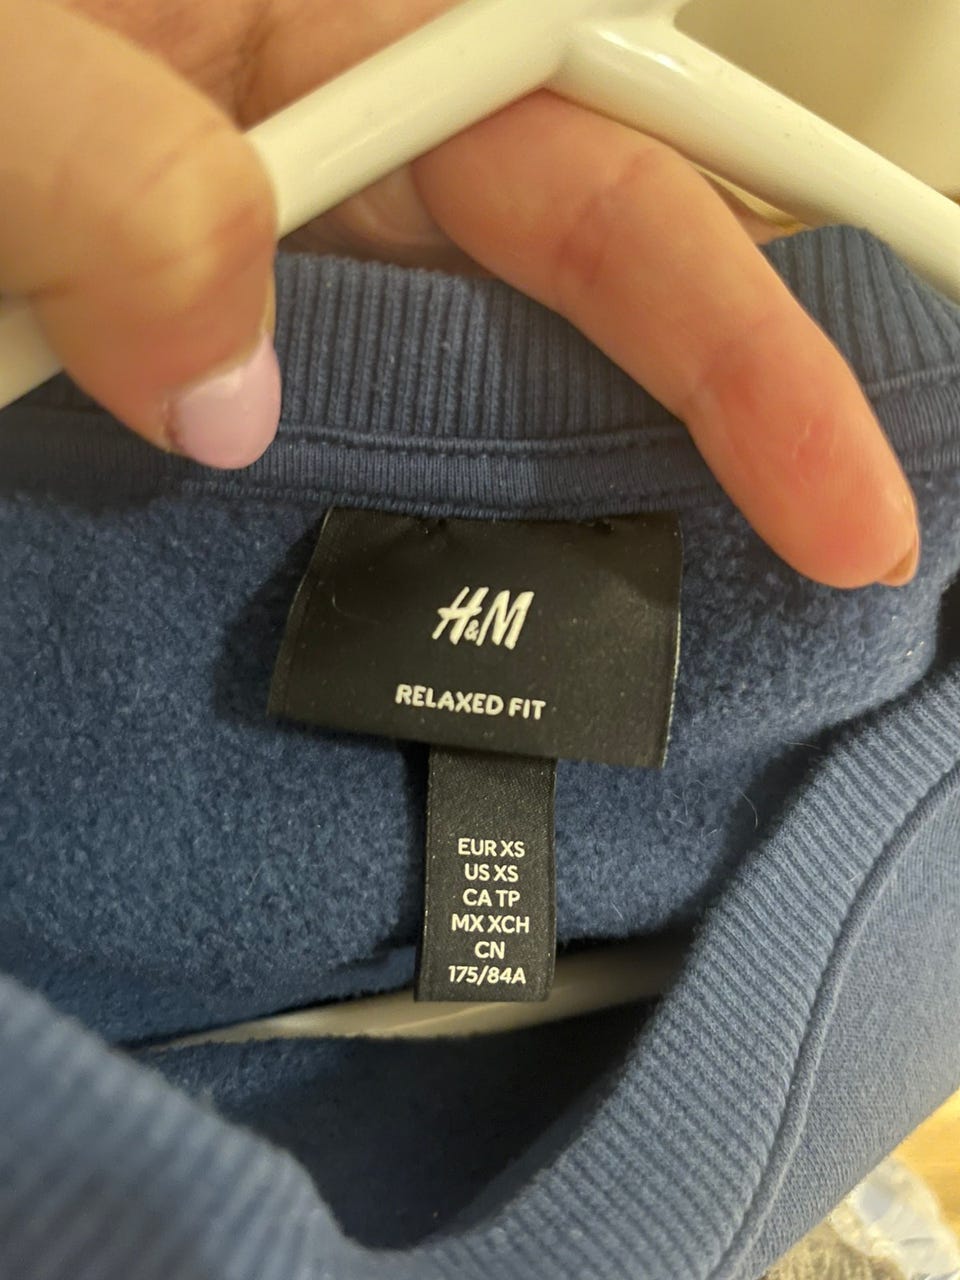 H&M
RELAXED FIT
EUR XS
US XS
CA TP
MX XCH
CN
175/84A